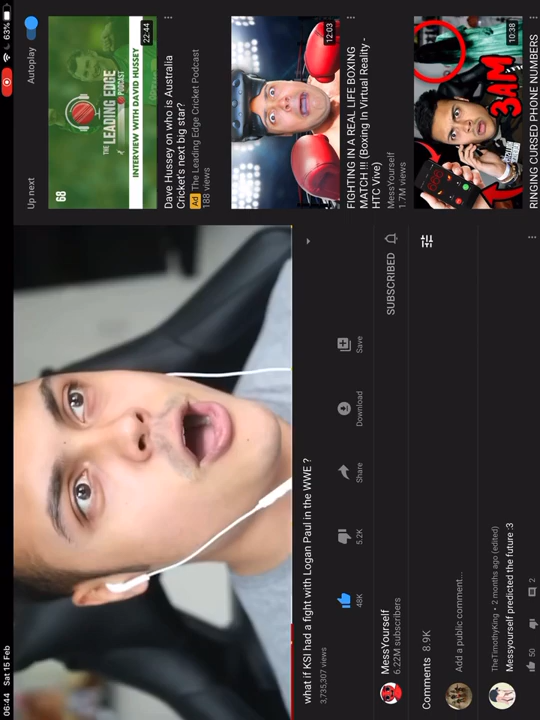 06:44 Sat 15 Feb
63%
what if KSI had a fight with Logan Paul in the WWE ?
3,735,307 views
48K
5.2K
Share
Download
Save
MessYourself
6.22M subscribers
SUBSCRIBED
Comments 8.9K
Add a public comment...
TheTimothyKing • 2 months ago (edited)
Messyourself predicted the future :3
50
2
Up next
Autoplay
68
THE
LEADING EDGE
PODCAST
INTERVIEW WITH DAVID HUSSEY
22:44
Dave Hussey on who is Australia
Cricket's next big star?
Ad The Leading Edge Cricket Podcast
188 views
12:03
FIGHTING IN A REAL LIFE BOXING
MATCH !!! (Boxing In Virtual Reality -
HTC Vive)
MessYourself
1.7M views
3AM
10:38
RINGING CURSED PHONE NUMBERS